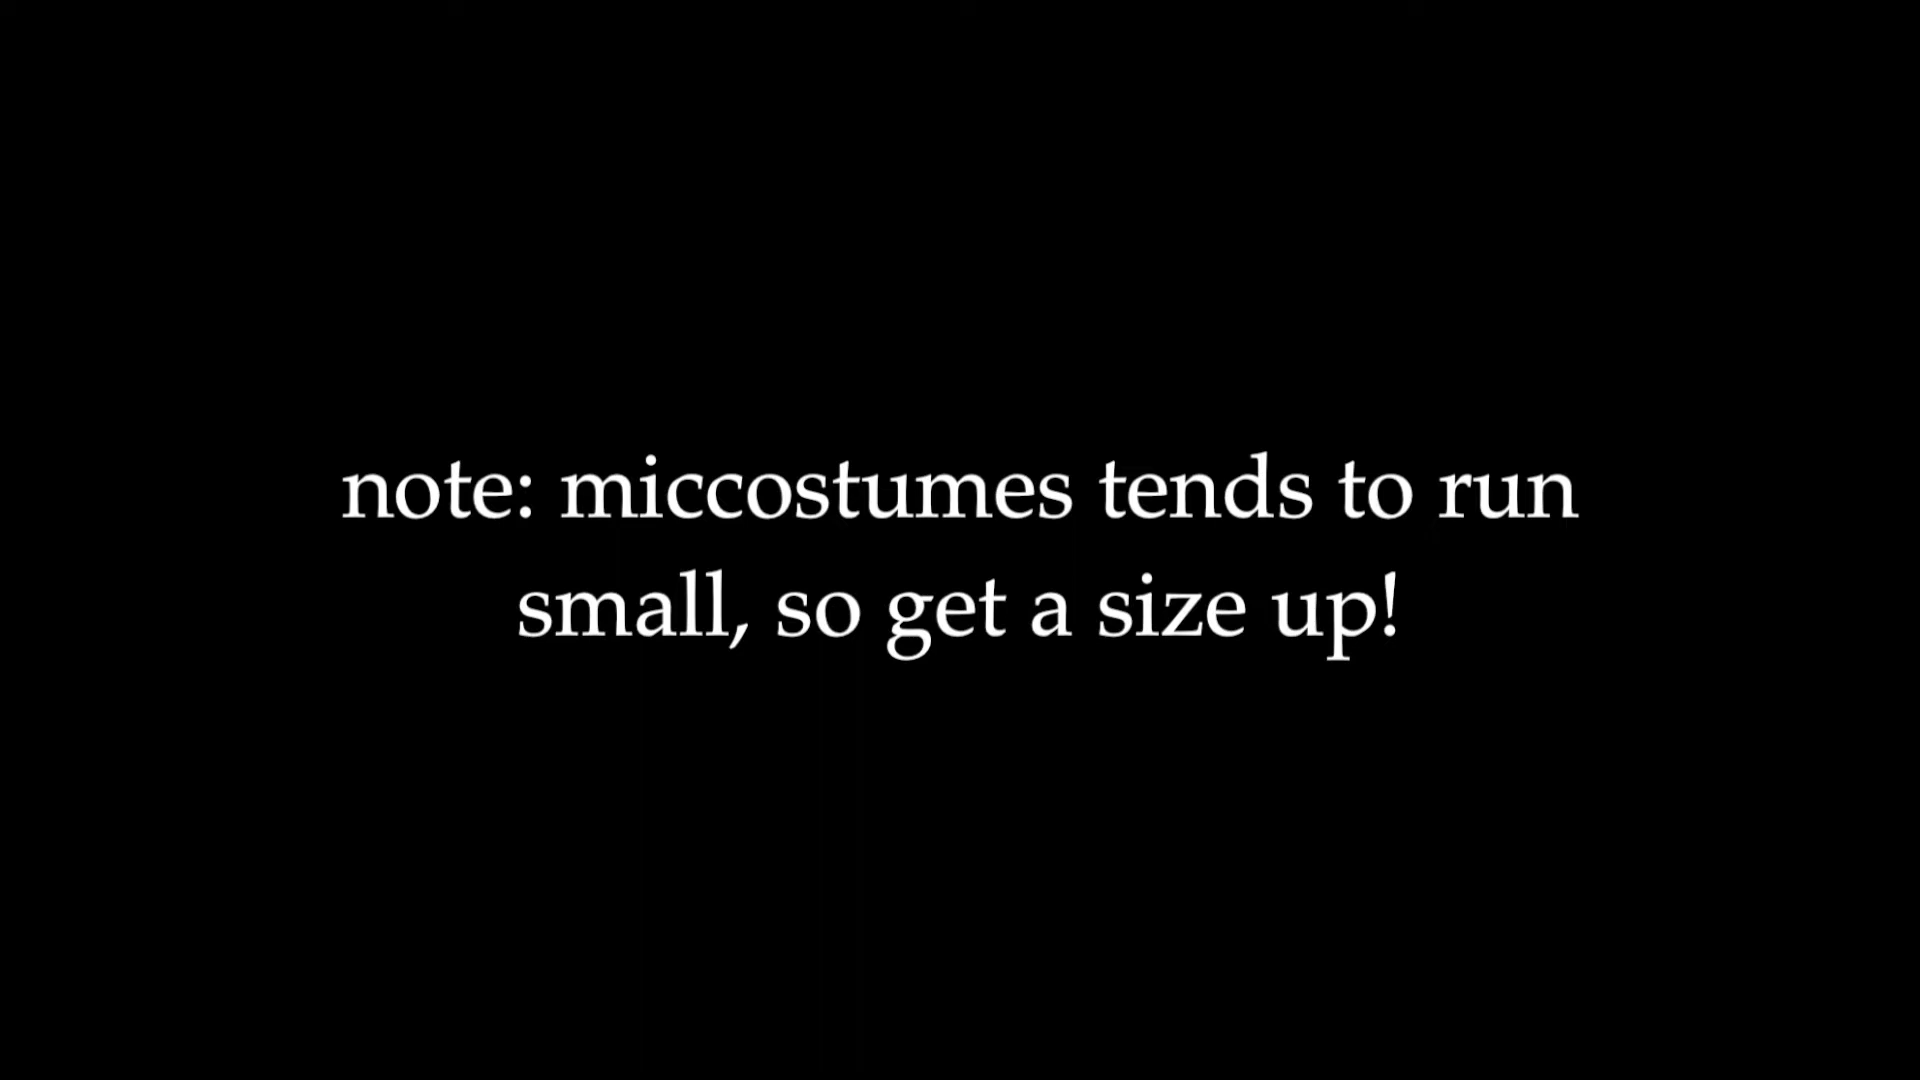 note: miccostumes tends to run
small, so get a size up!